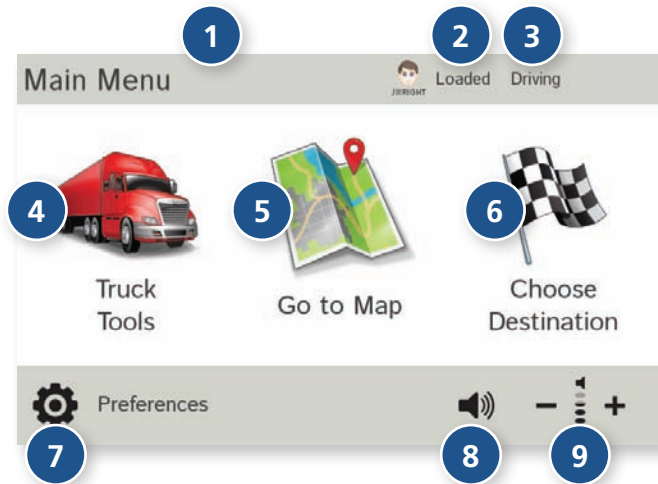 1 2 3
Main Menu JWRIGHT Loaded Driving
4 5 6
Truck
Tools
Go to Map
Choose
Destination
Preferences
7 8 9